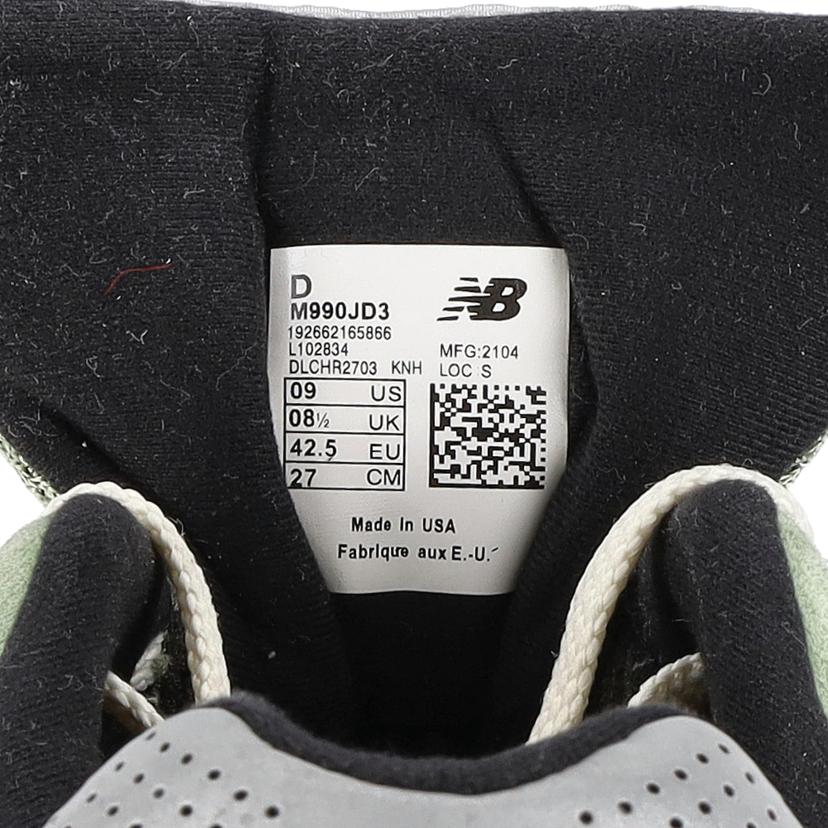 D
M990JD3
192662165866
L102834
DLCHR2703 KNH
NB
MFG:2104
LOC S
09 US
08½ UK
42.5 EU
27 CM
Made In USA
Fabrique aux E.-U.